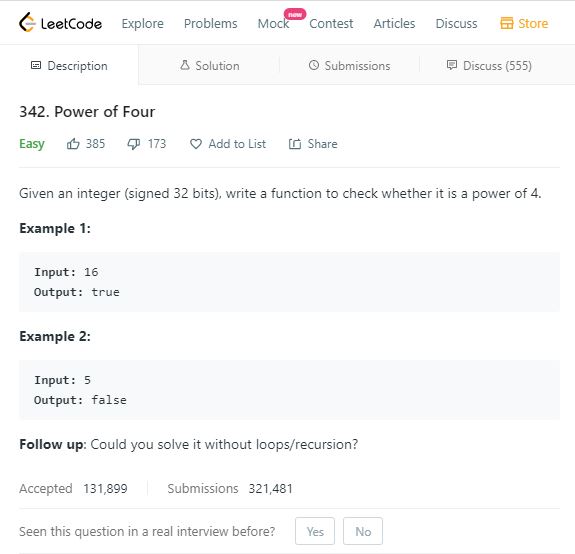 LeetCode Explore Problems Mock new Contest Articles Discuss Store
Description Solution Submissions Discuss (555)
342. Power of Four
Easy 385 173 Add to List Share
Given an integer (signed 32 bits), write a function to check whether it is a power of 4.
Example 1:
Input: 16
Output: true
Example 2:
Input: 5
Output: false
Follow up: Could you solve it without loops/recursion?
Accepted 131,899 Submissions 321,481
Seen this question in a real interview before? Yes No